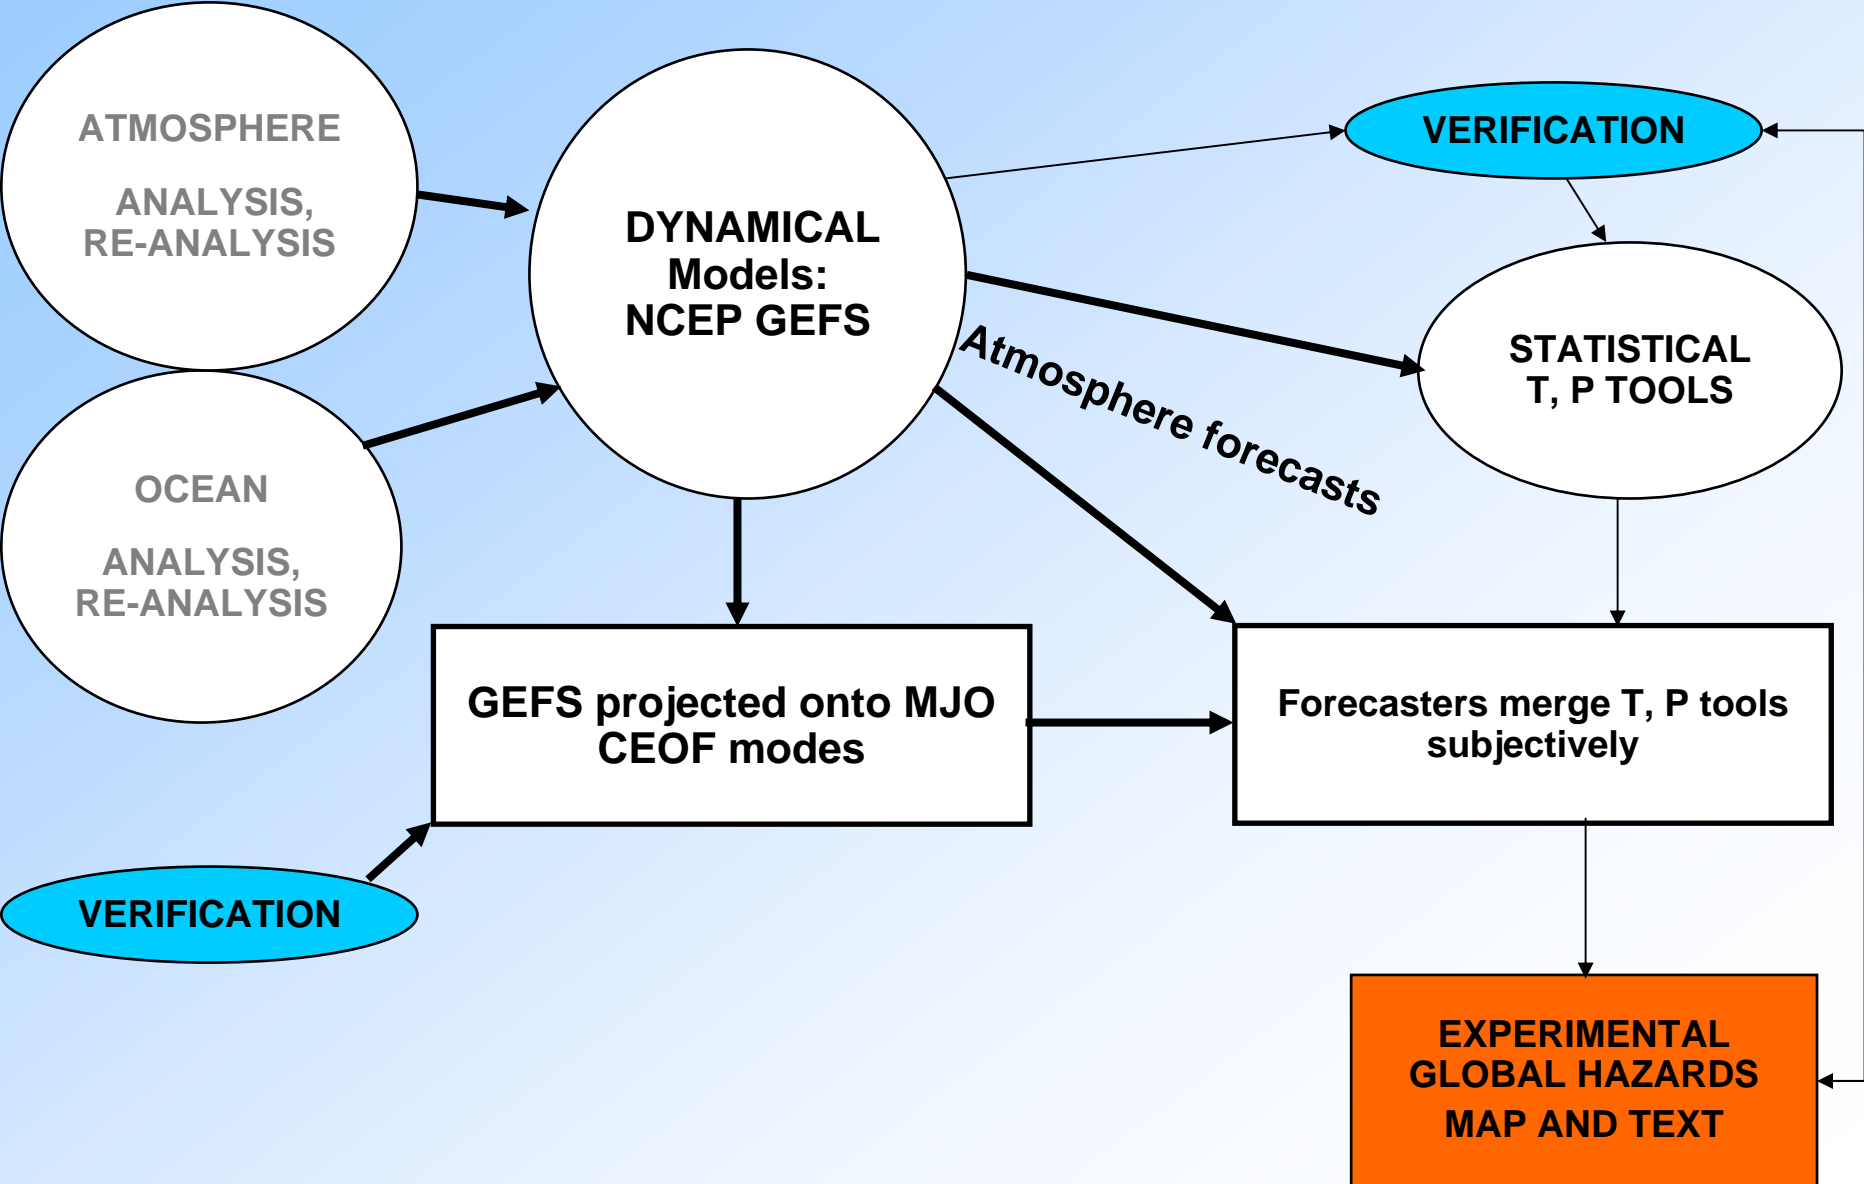 ATMOSPHERE
ANALYSIS,
RE-ANALYSIS
OCEAN
ANALYSIS,
RE-ANALYSIS
DYNAMICAL
Models:
NCEP GEFS
VERIFICATION
STATISTICAL
T, P TOOLS
Atmosphere forecasts
GEFS projected onto MJO
CEOF modes
Forecasters merge T, P tools
subjectively
VERIFICATION
EXPERIMENTAL
GLOBAL HAZARDS
MAP AND TEXT